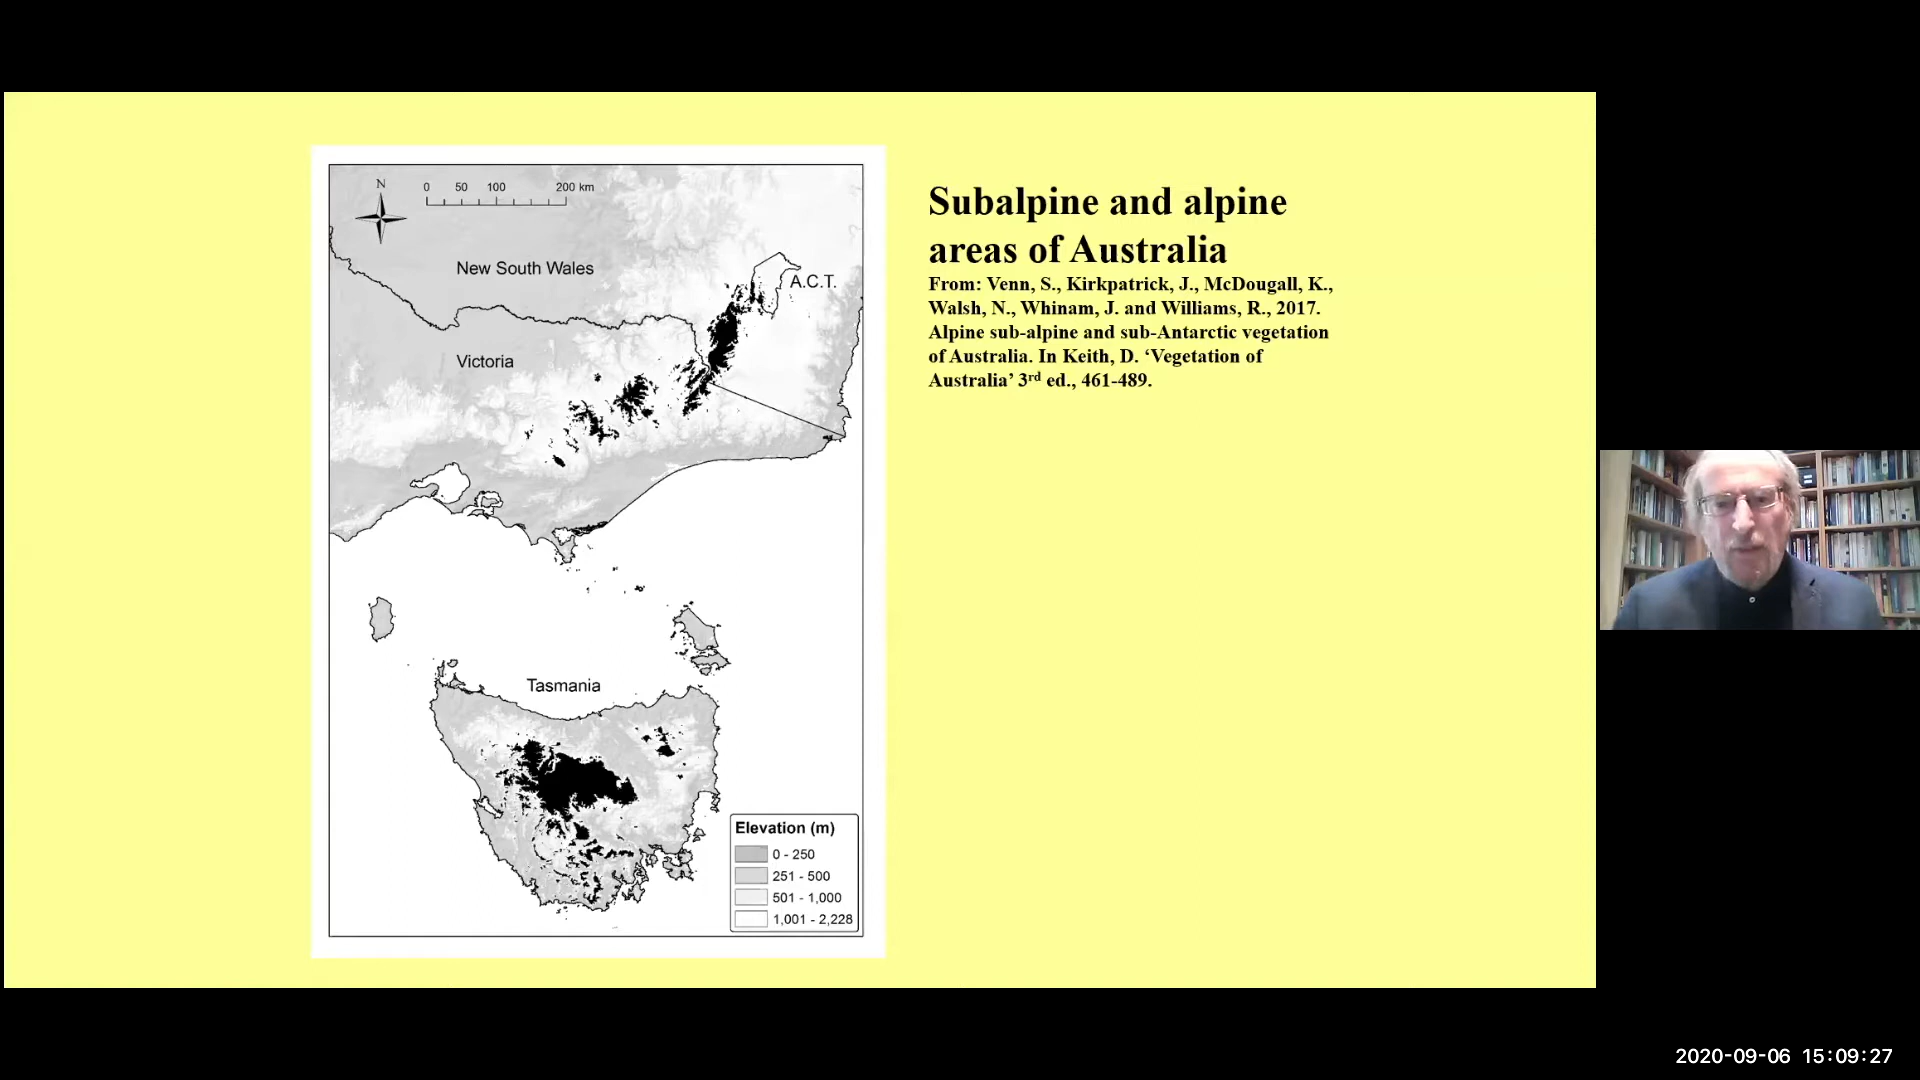 N
0 50 100 200 km
New South Wales
A.C.T.
Victoria
Tasmania
Elevation (m)
0 - 250
251 - 500
501 - 1,000
1,001 - 2,228
Subalpine and alpine
areas of Australia
From: Venn, S., Kirkpatrick, J., McDougall, K.,
Walsh, N., Whinam, J. and Williams, R., 2017.
Alpine sub-alpine and sub-Antarctic vegetation
of Australia. In Keith, D. ‘Vegetation of
Australia’ 3rd ed., 461-489.
2020-09-06 15:09:27